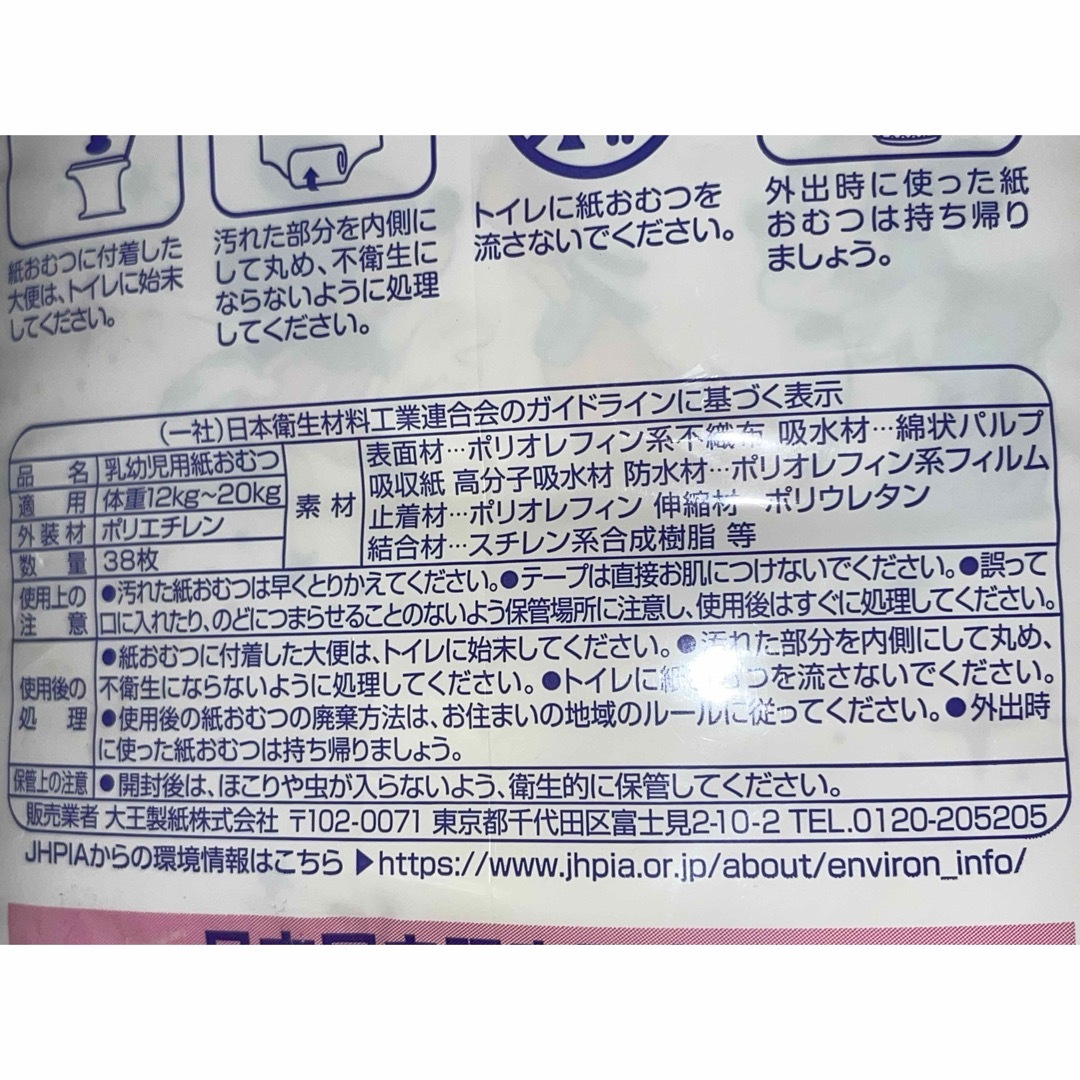 紙おむつに付着した
大便は、トイレに始末
してください。
汚れた部分を内側に
して丸め、不衛生に
ならないように処理
してください。
トイレに紙おむつを
流さないでください。
外出時に使った紙
おむつは持ち帰り
ましょう。
(一社)日本衛生材料工業連合会のガイドラインに基づく表示
品名 乳幼児用紙おむつ
適用 体重12kg～20kg
外装材 ポリエチレン
数量 38枚
素材
表面材…ポリオレフィン系不織布 吸水材…綿状パルプ
吸収紙 高分子吸水材 防水材…ポリオレフィン系フィルム
止着材…ポリオレフィン 伸縮材 ポリウレタン
結合材…スチレン系合成樹脂 等
使用上の
注意
●汚れた紙おむつは早くとりかえてください。●テープは直接お肌につけないでください。●誤って
口に入れたり、のどにつまらせることのないよう保管場所に注意し、使用後はすぐに処理してください。
使用後の
処理
●紙おむつに付着した大便は、トイレに始末してください。●汚れた部分を内側にして丸め、
不衛生にならないように処理してください。●トイレに紙おむつを流さないでください。
●使用後の紙おむつの廃棄方法は、お住まいの地域のルールに従ってください。●外出時
に使った紙おむつは持ち帰りましょう。
保管上の注意 ●開封後は、ほこりや虫が入らないよう、衛生的に保管してください。
販売業者 大王製紙株式会社 〒102-0071 東京都千代田区富士見2-10-2 TEL.0120-205205
JHPIAからの環境情報はこちら ▶https://www.jhpia.or.jp/about/environ_info/